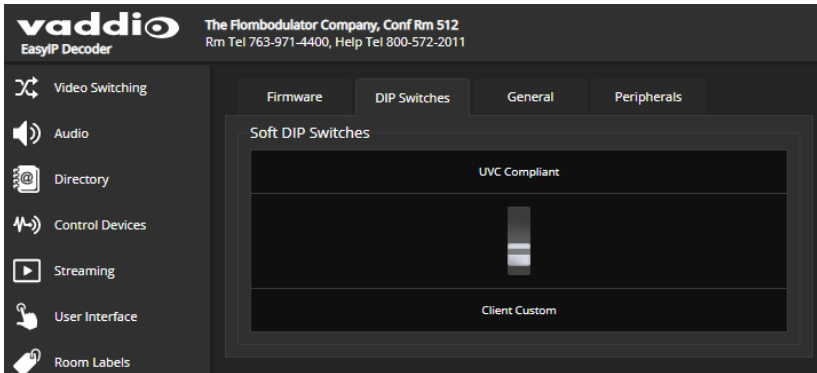 vaddio
EasyIP Decoder
The Flombodulator Company, Conf Rm 512
Rm Tel 763-971-4400, Help Tel 800-572-2011
Video Switching
Audio
Directory
Control Devices
Streaming
User Interface
Room Labels
Firmware DIP Switches General Peripherals
Soft DIP Switches
UVC Compliant
Client Custom